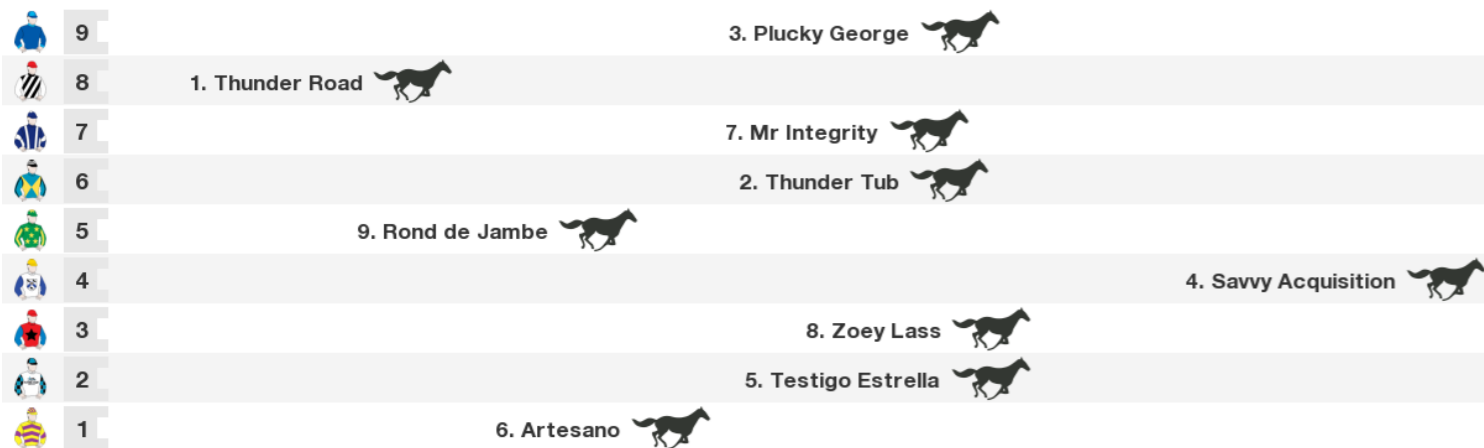 9 3. Plucky George
8 1. Thunder Road
7 7. Mr Integrity
6 2. Thunder Tub
5 9. Rond de Jambe
4 4. Savvy Acquisition
3 8. Zoey Lass
2 5. Testigo Estrella
1 6. Artesano